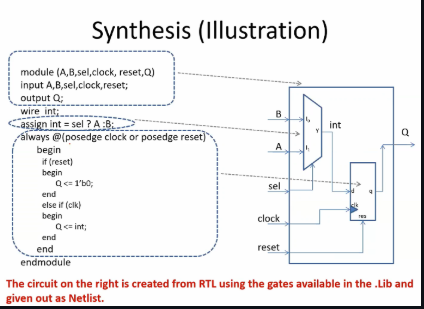 Synthesis (Illustration)
module (A,B,sel,clock, reset,Q)
input A,B,sel,clock,reset;
output Q;
wire int;
assign int = sel ? A :B;
always @(posedge clock or posedge reset)
begin
if (reset)
begin
Q <= 1'b0;
end
else if (clk)
begin
Q <= int;
end
end
endmodule
B
I₀
Y
int
A
I₁
Q
sel
d
q
clk
clock
res
reset
The circuit on the right is created from RTL using the gates available in the .Lib and
given out as Netlist.